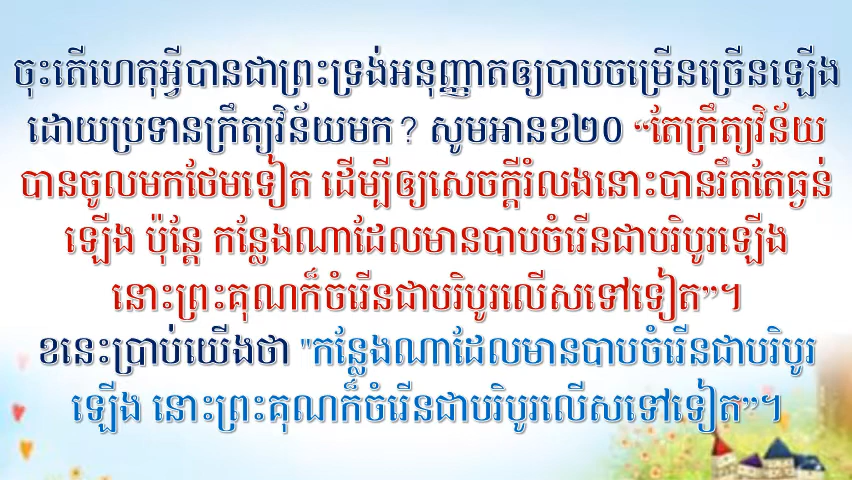 ចុះតើហេតុអ្វីបានជាព្រះទ្រង់អនុញ្ញាតឲ្យបាបចម្រើនច្រើនឡើង
ដោយប្រទានក្រឹត្យវិន័យមក? សូមអានខ២០ “តែក្រឹត្យវិន័យ
បានចូលមកថែមទៀត ដើម្បីឲ្យសេចក្ដីរំលងនោះបានរឹតតែធ្ងន់
ឡើង ប៉ុន្តែ កន្លែងណាដែលមានបាបចំរើនជាបរិបូរឡើង
នោះព្រះគុណក៏ចំរើនជាបរិបូរលើសទៅទៀត”។
ខនេះប្រាប់យើងថា "កន្លែងណាដែលមានបាបចំរើនជាបរិបូរ
ឡើង នោះព្រះគុណក៏ចំរើនជាបរិបូរលើសទៅទៀត”។